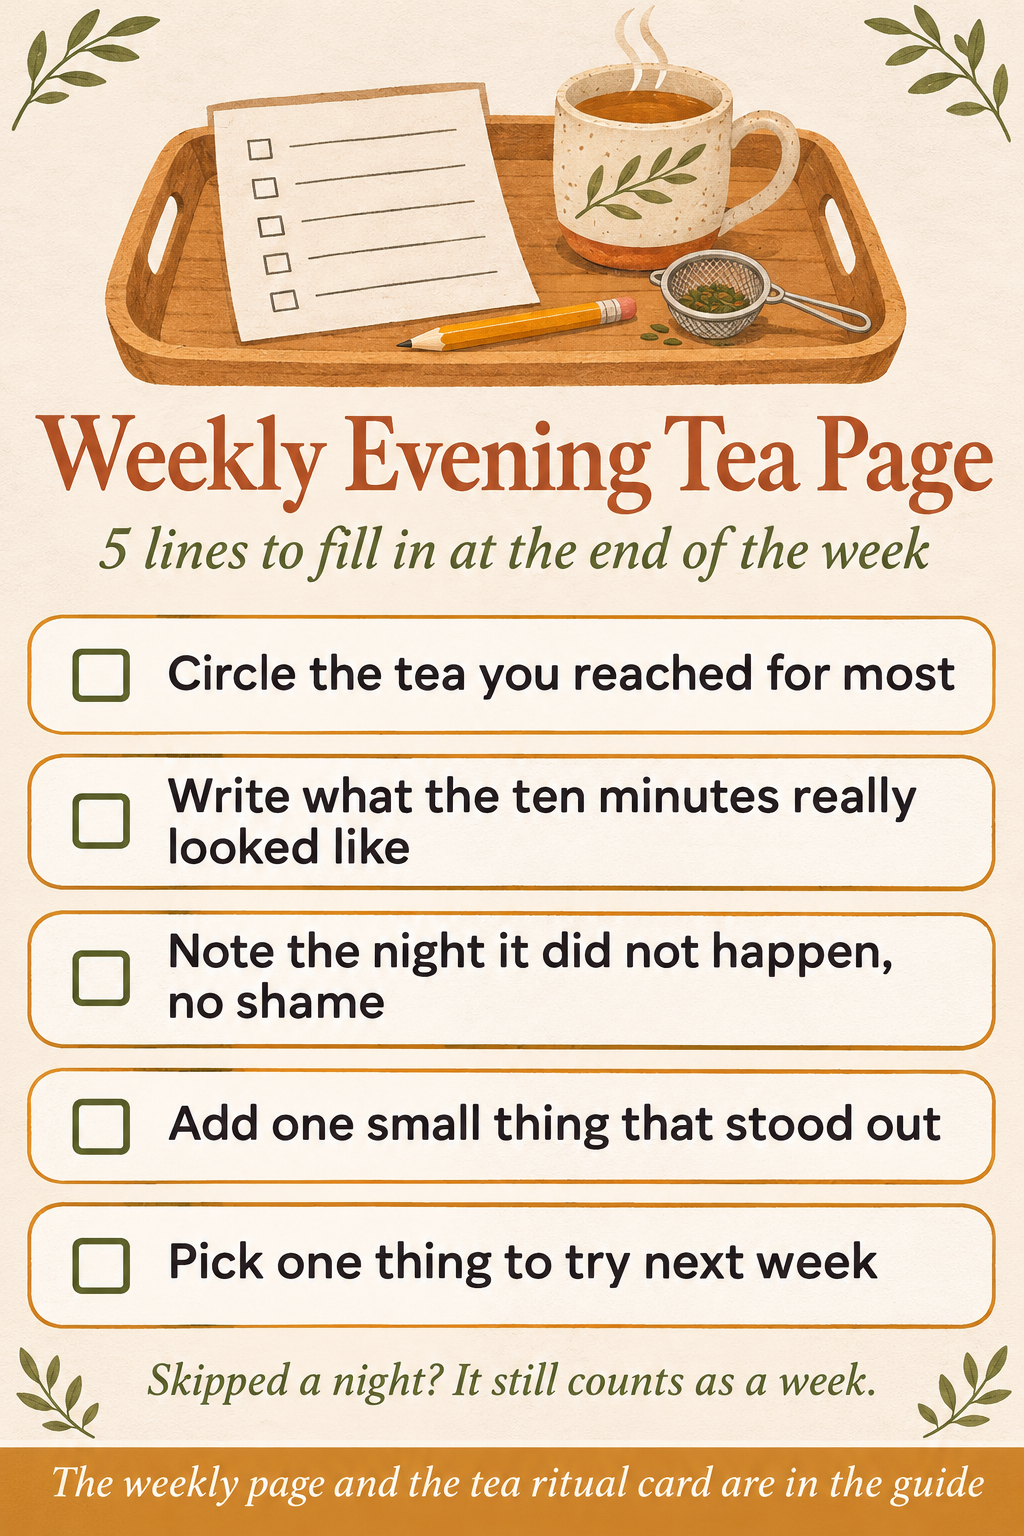 Weekly Evening Tea Page
5 lines to fill in at the end of the week
Circle the tea you reached for most
Write what the ten minutes really
looked like
Note the night it did not happen,
no shame
Add one small thing that stood out
Pick one thing to try next week
Skipped a night? It still counts as a week.
The weekly page and the tea ritual card are in the guide